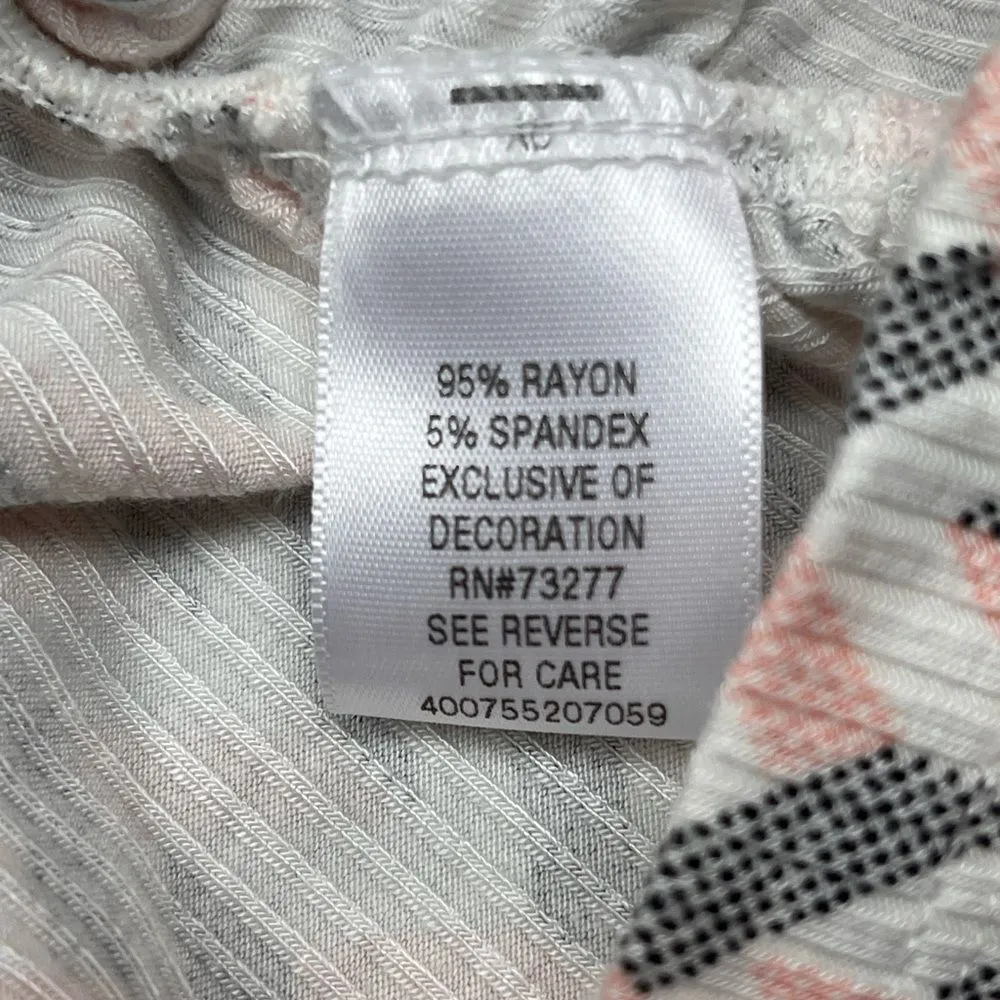 95% RAYON
5% SPANDEX
EXCLUSIVE OF
DECORATION
RN#73277
SEE REVERSE
FOR CARE
400755207059